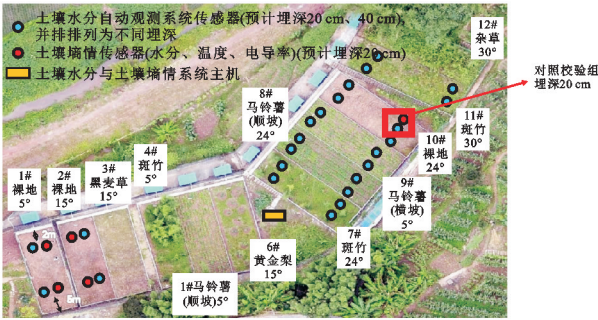 土壤水分自动观测系统传感器(预计埋深20 cm、40 cm),
并排排列为不同埋深
土壤墒情传感器(水分、温度、电导率)(预计埋深20 cm)
土壤水分与土壤墒情系统主机
12#
杂草
30°
对照校验组
埋深20 cm
8#
马铃薯
(顺坡)
24°
11#
斑竹
30°
10#
裸地
24°
4#
斑竹
5°
3#
黑麦草
15°
2#
裸地
15°
1#
裸地
5°
9#
马铃薯
(横坡)
5°
7#
斑竹
24°
6#
黄金梨
15°
1#马铃薯
(顺坡)5°
2m
5m